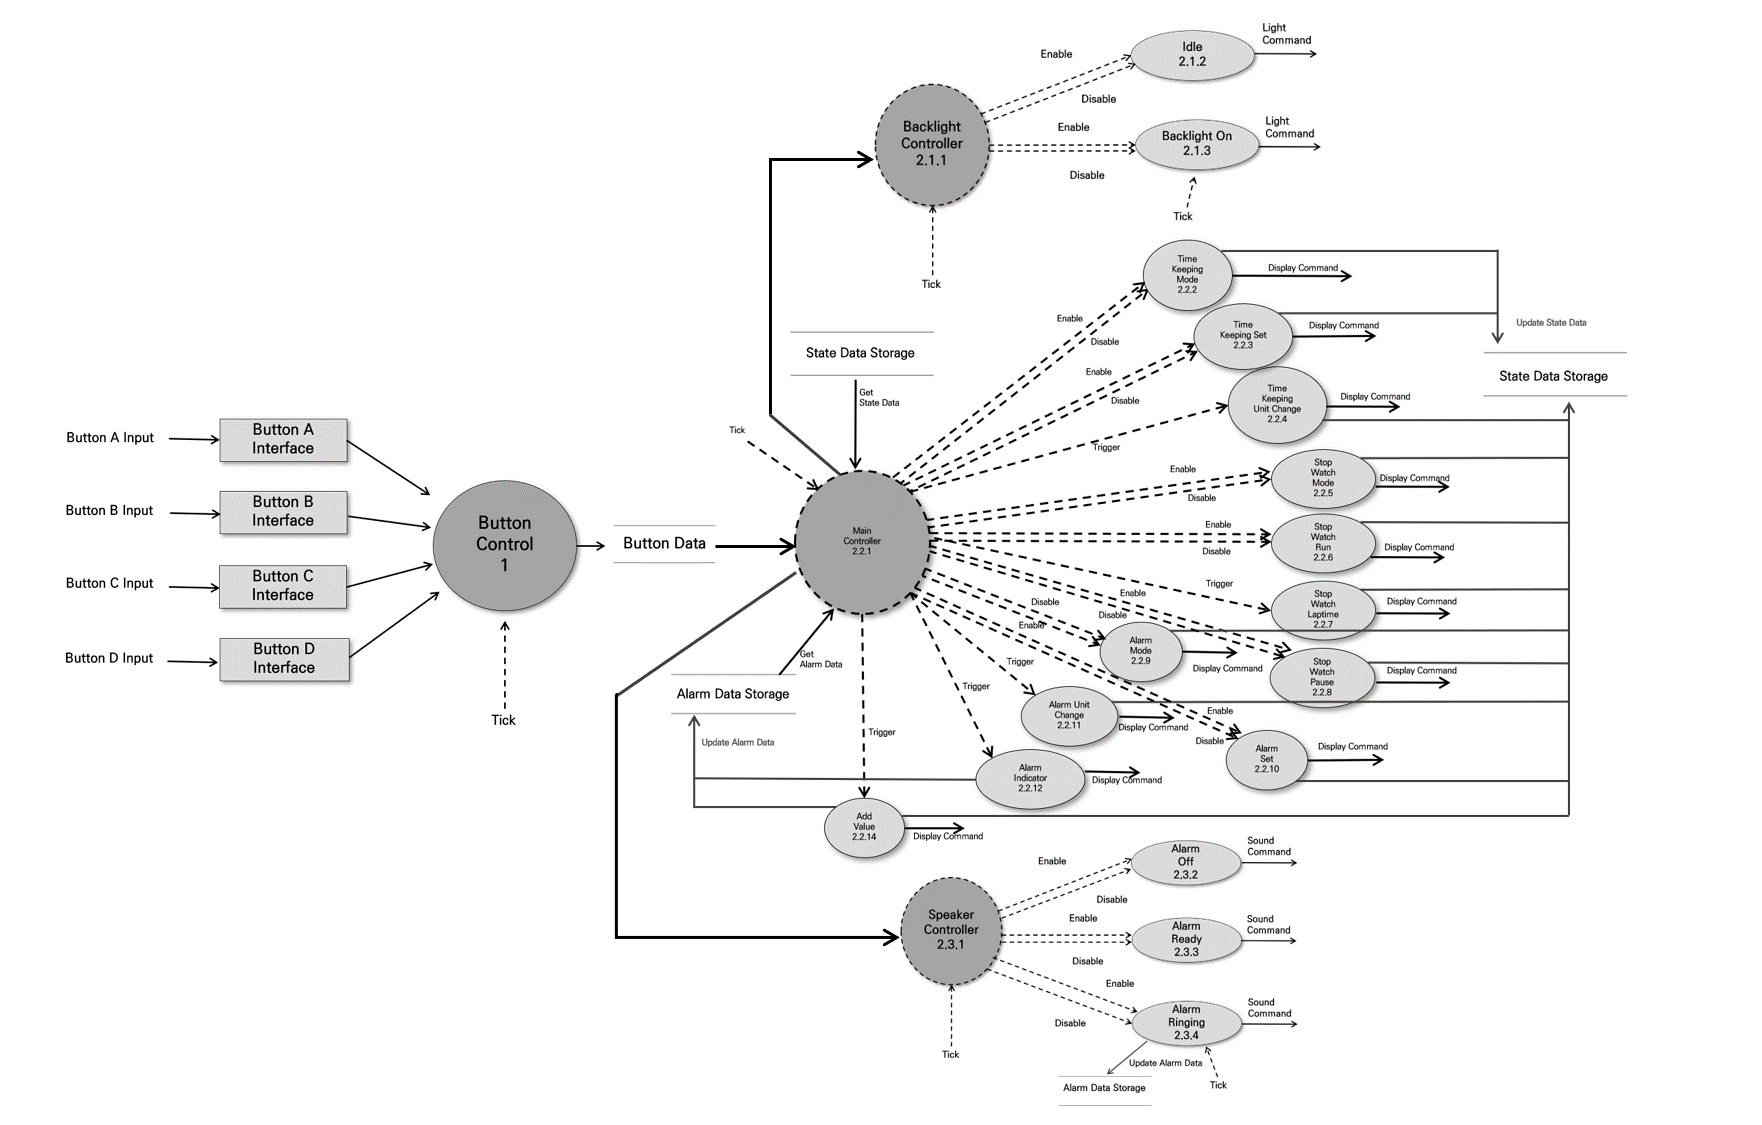 Light
Command
Enable
Idle
2.1.2
Disable
Backlight
Controller
2.1.1
Enable
Light
Command
Backlight On
2.1.3
Disable
Tick
Tick
Time
Keeping
Mode
2.2.2
Display Command
Enable
Disable
Time
Keeping Set
2.2.3
Display Command
Update State Data
State Data Storage
State Data Storage
Get
State Data
Enable
Disable
Time
Keeping
Unit Change
2.2.4
Display Command
Trigger
Tick
Button A Input
Button A
Interface
Button B Input
Button B
Interface
Button C Input
Button C
Interface
Button D Input
Button D
Interface
Button
Control
1
Tick
Button Data
Main
Controller
2.2.1
Enable
Disable
Stop
Watch
Mode
2.2.5
Display Command
Enable
Disable
Stop
Watch
Run
2.2.6
Display Command
Trigger
Stop
Watch
Laptime
2.2.7
Display Command
Enable
Disable
Disable
Enable
Alarm
Mode
2.2.9
Display Command
Stop
Watch
Pause
2.2.8
Display Command
Get
Alarm Data
Alarm Data Storage
Update Alarm Data
Trigger
Trigger
Trigger
Alarm Unit
Change
2.2.11
Display Command
Enable
Disable
Alarm
Set
2.2.10
Display Command
Alarm
Indicator
2.2.12
Display Command
Add
Value
2.2.14
Display Command
Speaker
Controller
2.3.1
Enable
Disable
Alarm
Off
2.3.2
Sound
Command
Enable
Disable
Alarm
Ready
2.3.3
Sound
Command
Enable
Disable
Alarm
Ringing
2.3.4
Sound
Command
Tick
Update Alarm Data
Tick
Alarm Data Storage